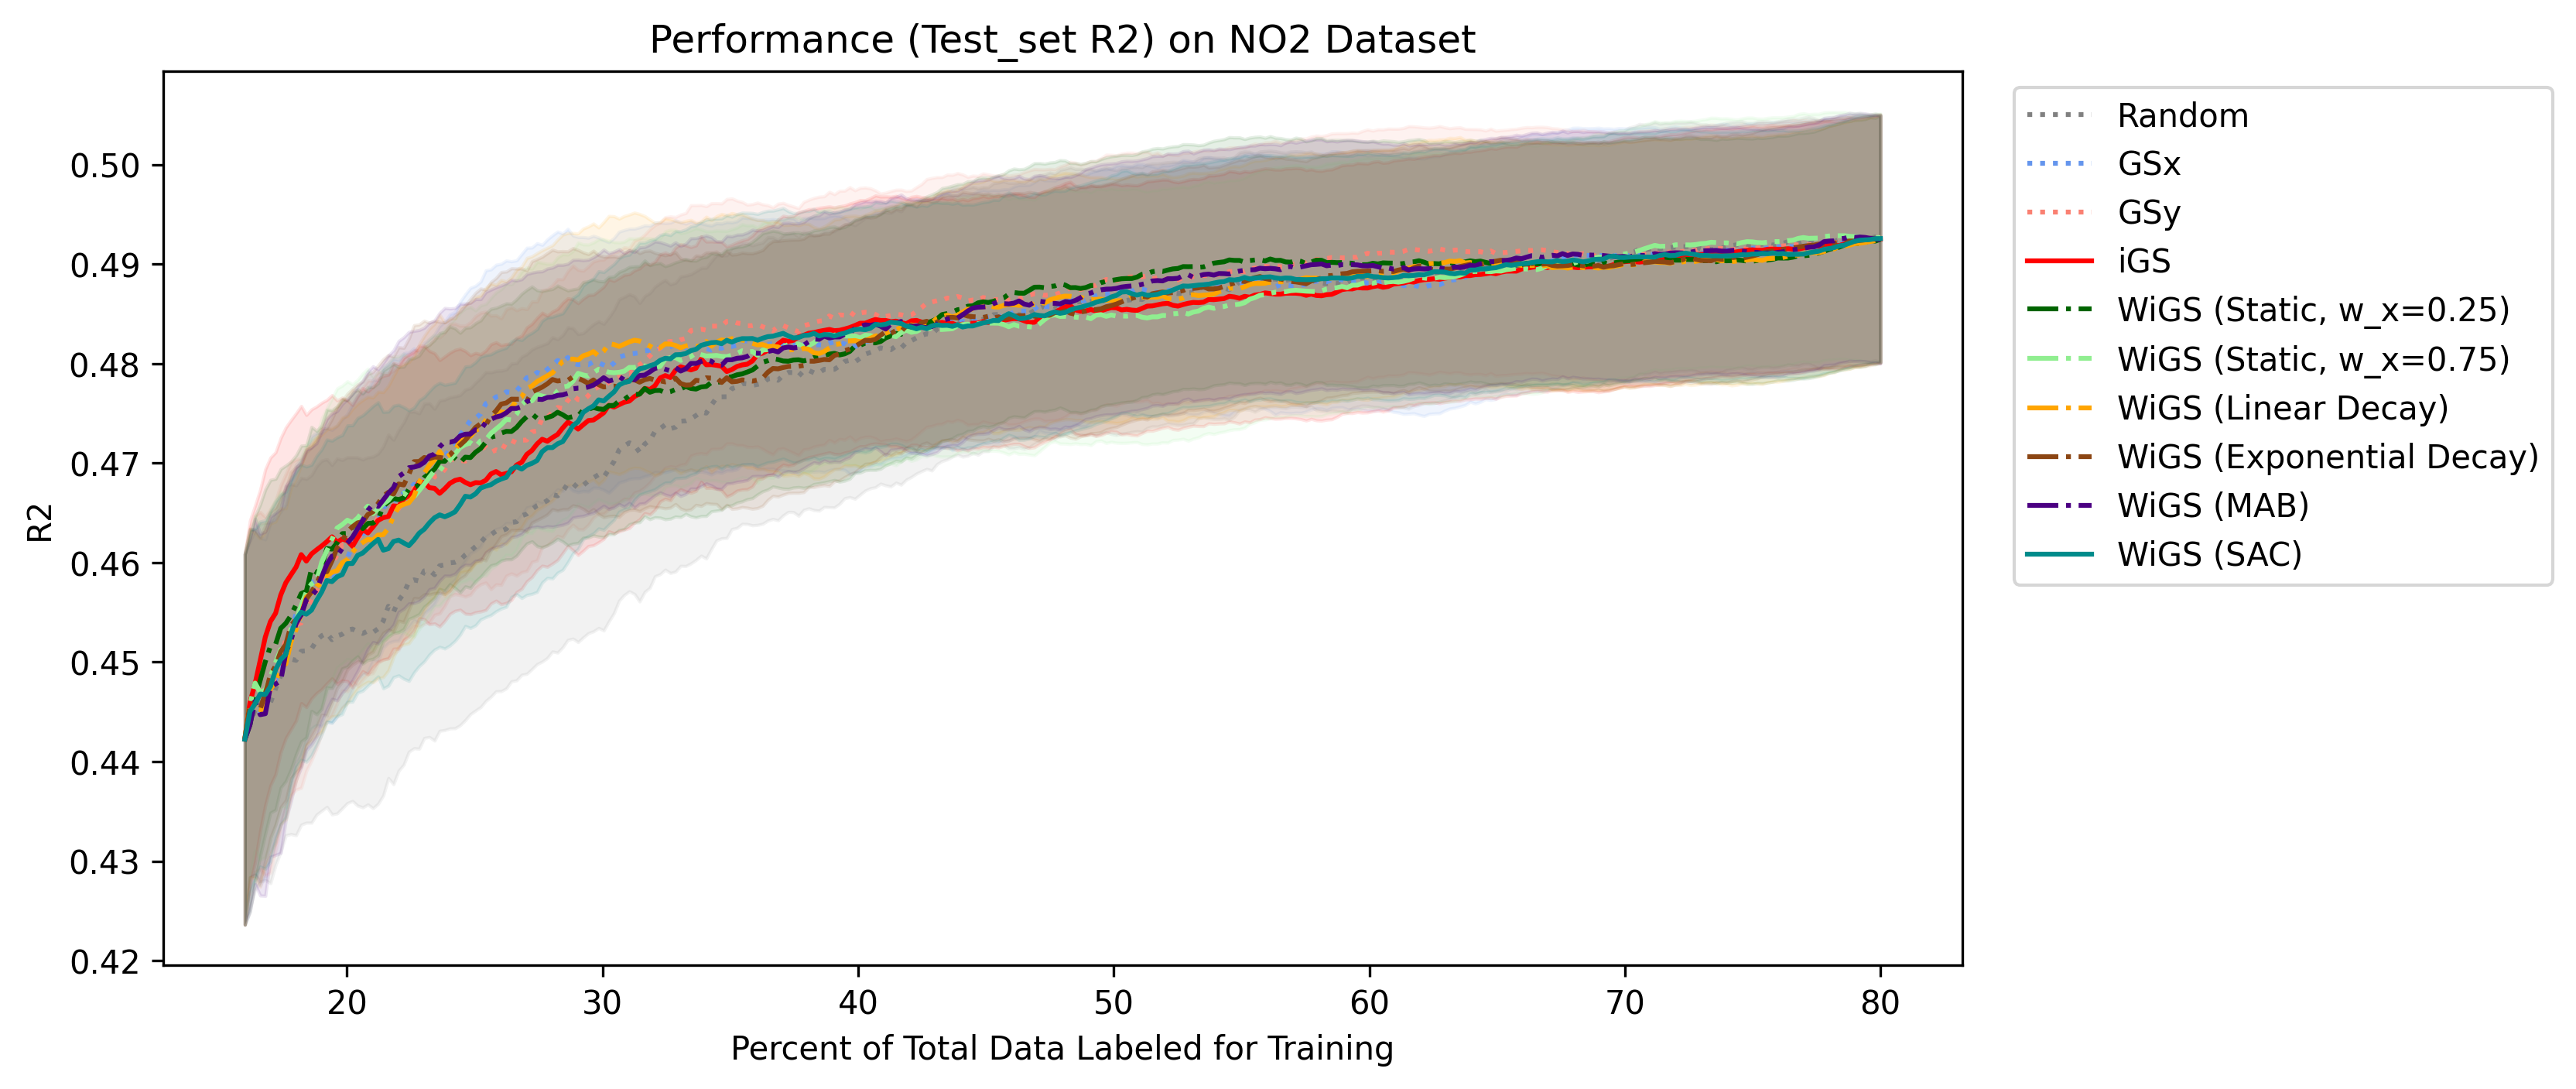 Performance (Test_set R2) on NO2 Dataset
R2
0.50
0.49
0.48
0.47
0.46
0.45
0.44
0.43
0.42
20 30 40 50 60 70 80
Percent of Total Data Labeled for Training
Random
GSx
GSy
iGS
WiGS (Static, w_x=0.25)
WiGS (Static, w_x=0.75)
WiGS (Linear Decay)
WiGS (Exponential Decay)
WiGS (MAB)
WiGS (SAC)